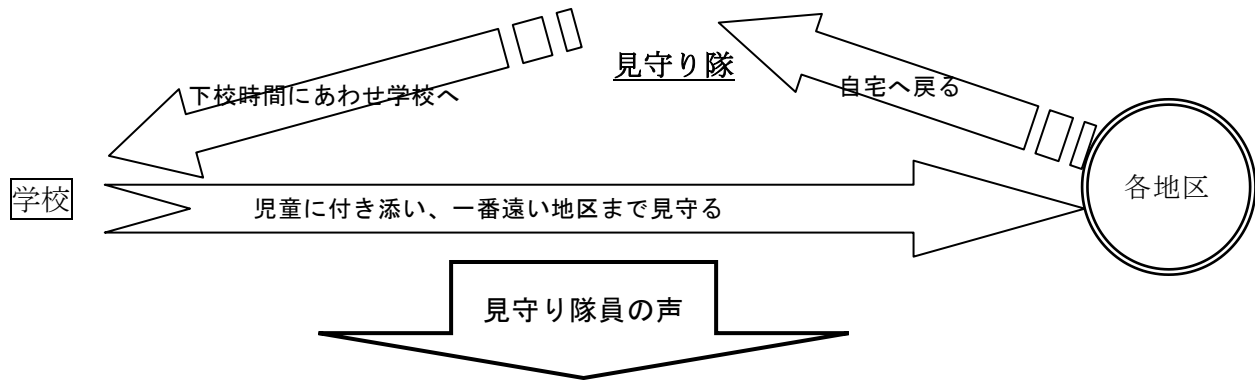 見守り隊
下校時間にあわせ学校へ
自宅へ戻る
学校
児童に付き添い、一番遠い地区まで見守る
各地区
見守り隊員の声